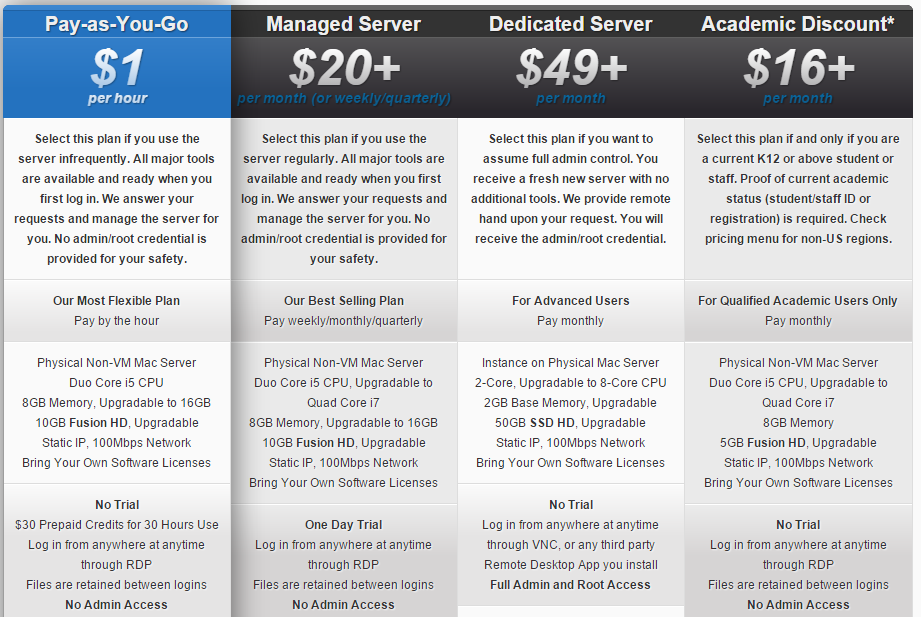 Pay-as-You-Go
$1
per hour
Select this plan if you use the
server infrequently. All major tools
are available and ready when you
first log in. We answer your
requests and manage the server for
you. No admin/root credential is
provided for your safety.
Our Most Flexible Plan
Pay by the hour
Physical Non-VM Mac Server
Duo Core i5 CPU
8GB Memory, Upgradable to 16GB
10GB Fusion HD, Upgradable
Static IP, 100Mbps Network
Bring Your Own Software Licenses
No Trial
$30 Prepaid Credits for 30 Hours Use
Log in from anywhere at anytime
through RDP
Files are retained between logins
No Admin Access
Managed Server
$20+
per month (or weekly/quarterly)
Select this plan if you use the
server regularly. All major tools are
available and ready when you first
log in. We answer your requests and
manage the server for you. No
admin/root credential is provided for
your safety.
Our Best Selling Plan
Pay weekly/monthly/quarterly
Physical Non-VM Mac Server
Duo Core i5 CPU, Upgradable to
Quad Core i7
8GB Memory, Upgradable to 16GB
10GB Fusion HD, Upgradable
Static IP, 100Mbps Network
Bring Your Own Software Licenses
One Day Trial
Log in from anywhere at anytime
through RDP
Files are retained between logins
No Admin Access
Dedicated Server
$49+
per month
Select this plan if you want to
assume full admin control. You
receive a fresh new server with no
additional tools. We provide remote
hand upon your request. You will
receive the admin/root credential.
For Advanced Users
Pay monthly
Instance on Physical Mac Server
2-Core, Upgradable to 8-Core CPU
2GB Base Memory, Upgradable
50GB SSD HD, Upgradable
Static IP, 100Mbps Network
Bring Your Own Software Licenses
No Trial
Log in from anywhere at anytime
through VNC, or any third party
Remote Desktop App you install
Full Admin and Root Access
Academic Discount*
$16+
per month
Select this plan if and only if you are
a current K12 or above student or
staff. Proof of current academic
status (student/staff ID or
registration) is required. Check
pricing menu for non-US regions.
For Qualified Academic Users Only
Pay monthly
Physical Non-VM Mac Server
Duo Core i5 CPU, Upgradable to
Quad Core i7
8GB Memory
5GB Fusion HD, Upgradable
Static IP, 100Mbps Network
Bring Your Own Software Licenses
No Trial
Log in from anywhere at anytime
through RDP
Files are retained between logins
No Admin Access